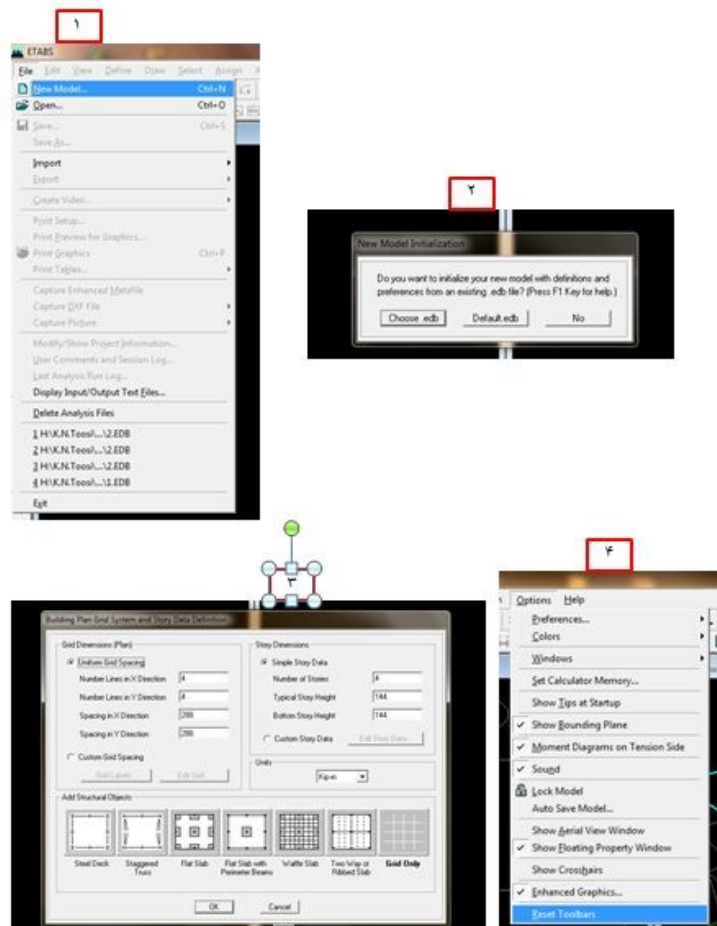 ۱
ETABS
File Edit View Define Draw Select Assign
New Model... Ctrl+N
Open... Ctrl+O
Save... Ctrl+S
Save As...
Import
Export
Create Video...
Print Setup...
Print Preview for Graphics...
Print Graphics Ctrl+P
Print Tables...
Capture Enhanced Metafile
Capture DXF File
Capture Picture
Modify/Show Project Information...
User Comments and Session Log...
Last Analysis Run Log...
Display Input/Output Text Files...
Delete Analysis Files
1 H:\K.N.Toosi\...\2.EDB
2 H:\K.N.Toosi\...\2.EDB
3 H:\K.N.Toosi\...\2.EDB
4 H:\K.N.Toosi\...\1.EDB
Exit
۲
New Model Initialization
Do you want to initialize your new model with definitions and
preferences from an existing .edb file? (Press F1 Key for help.)
Choose .edb Default.edb No
۳
Building Plan Grid System and Story Data Definition
Grid Dimensions (Plan)
Uniform Grid Spacing
Number Lines in X Direction 4
Number Lines in Y Direction 4
Spacing in X Direction 288.
Spacing in Y Direction 288.
Custom Grid Spacing
Grid Labels Edit Grid
Story Dimensions
Simple Story Data
Number of Stories 4
Typical Story Height 144.
Bottom Story Height 144.
Custom Story Data Edit Story Data
Units
Kip-in
Add Structural Objects
Steel Deck Staggered Truss Flat Slab Flat Slab with Perimeter Beams Waffle Slab Two Way or Ribbed Slab Grid Only
OK Cancel
۴
Options Help
Preferences...
Colors
Windows
Set Calculator Memory...
Show Tips at Startup
Show Bounding Plane
Moment Diagrams on Tension Side
Sound
Lock Model
Auto Save Model...
Show Aerial View Window
Show Floating Property Window
Show Crosshairs
Enhanced Graphics...
Reset Toolbars